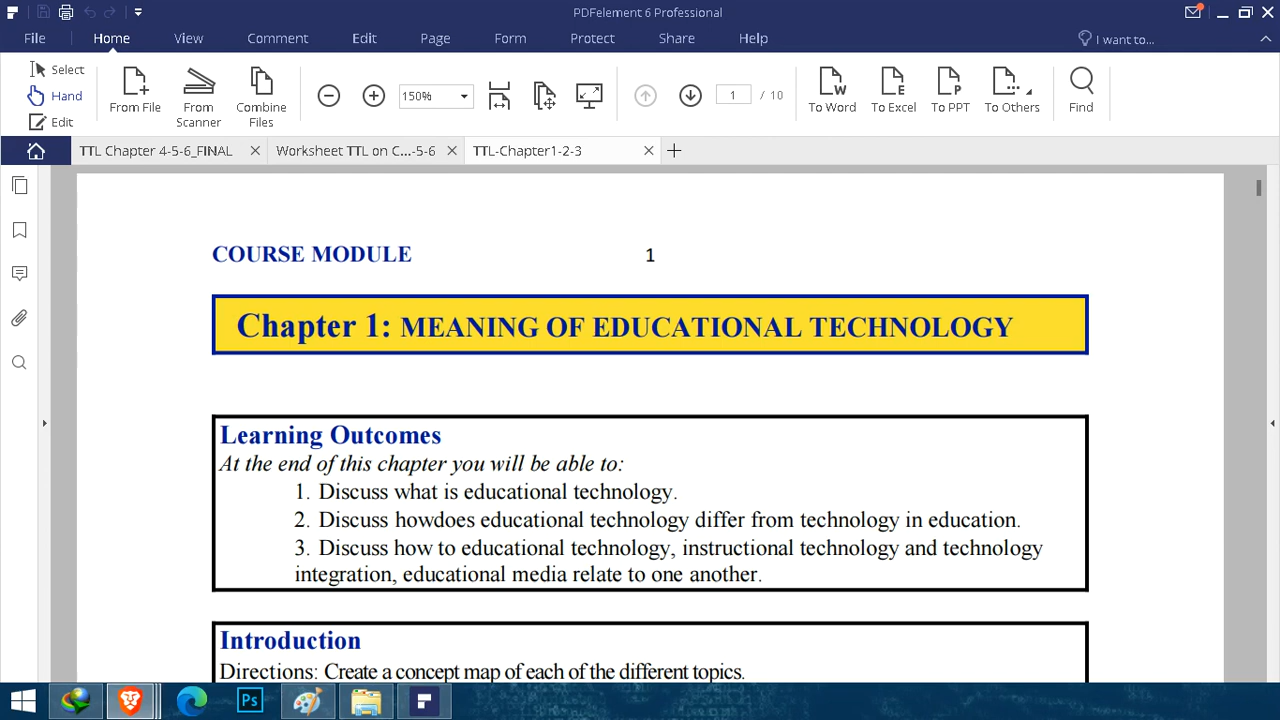 PDFelement 6 Professional
File Home View Comment Edit Page Form Protect Share Help I want to...
Select
Hand
Edit
From File
From Scanner
Combine Files
150%
1 / 10
To Word
To Excel
To PPT
To Others
Find
TTL Chapter 4-5-6_FINAL Worksheet TTL on C...-5-6 TTL-Chapter1-2-3
COURSE MODULE 1
Chapter 1: MEANING OF EDUCATIONAL TECHNOLOGY
Learning Outcomes
At the end of this chapter you will be able to:
1. Discuss what is educational technology.
2. Discuss howdoes educational technology differ from technology in education.
3. Discuss how to educational technology, instructional technology and technology
integration, educational media relate to one another.
Introduction
Directions: Create a concept map of each of the different topics.
Ps